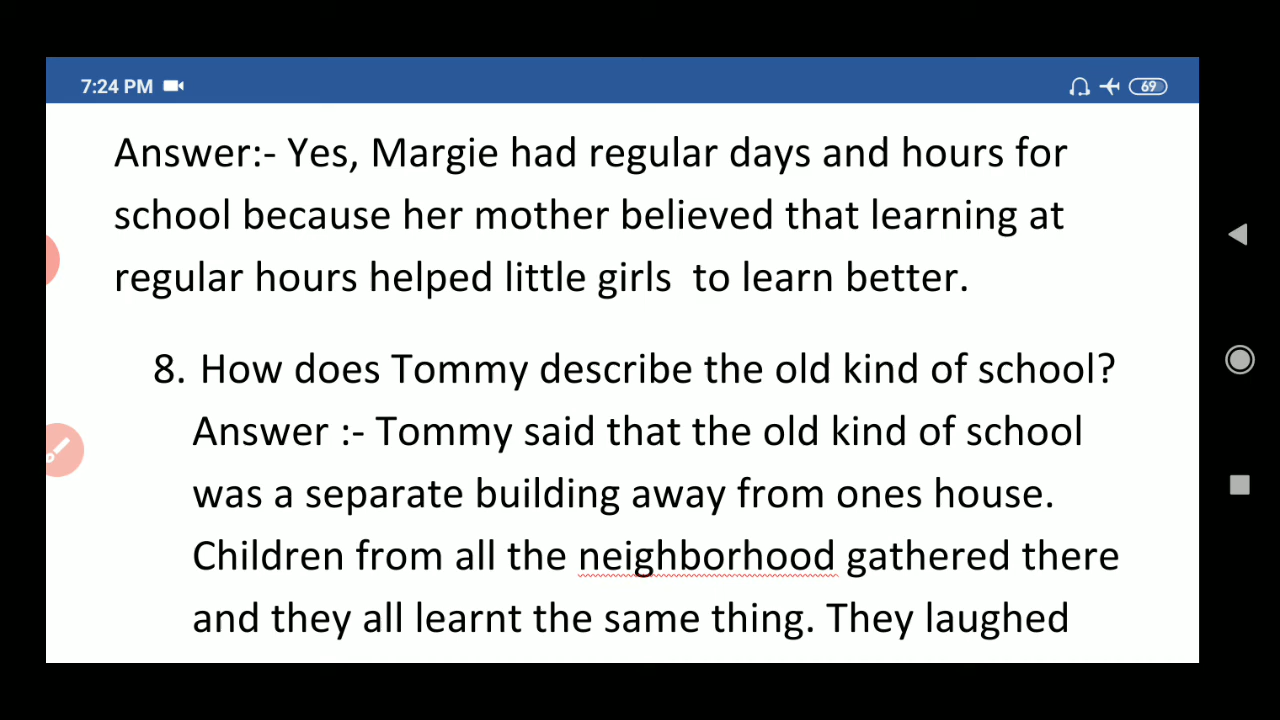 7:24 PM
69
Answer:- Yes, Margie had regular days and hours for
school because her mother believed that learning at
regular hours helped little girls  to learn better.
8. How does Tommy describe the old kind of school?
Answer :- Tommy said that the old kind of school
was a separate building away from ones house.
Children from all the neighborhood gathered there
and they all learnt the same thing. They laughed